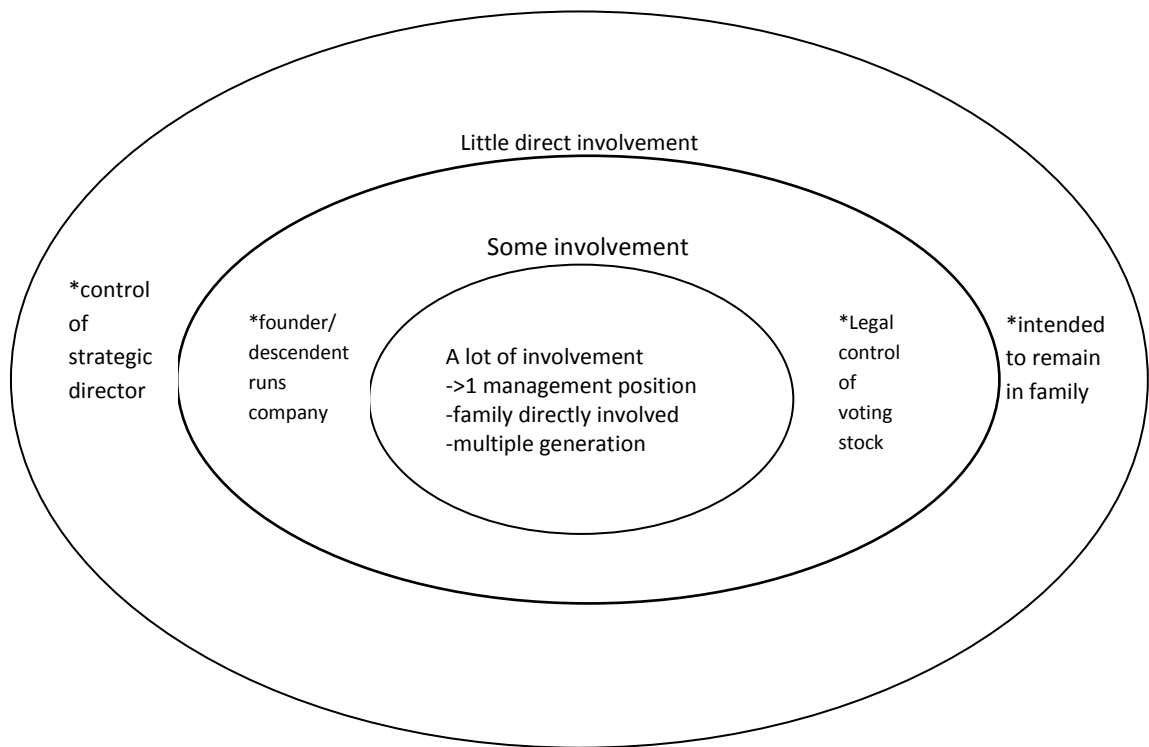 Little direct involvement
Some involvement
*control
of
strategic
director
*founder/
descendent
runs
company
A lot of involvement
->1 management position
-family directly involved
-multiple generation
*Legal
control
of
voting
stock
*intended
to remain
in family